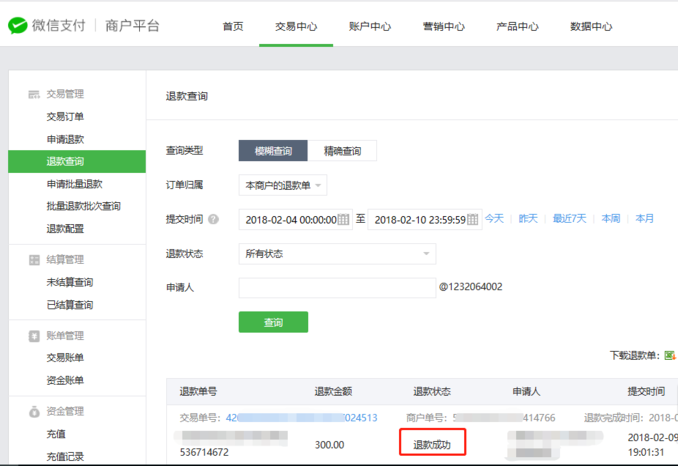 微信支付 | 商户平台 首页 交易中心 账户中心 营销中心 产品中心 数据中心
交易管理
交易订单
申请退款
退款查询
申请批量退款
批量退款批次查询
退款配置
结算管理
未结算查询
已结算查询
账单管理
交易账单
资金账单
资金管理
充值
充值记录
退款查询
查询类型 模糊查询 精确查询
订单归属 本商户的退款单
提交时间 ? 2018-02-04 00:00:00 至 2018-02-10 23:59:59 今天 | 昨天 | 最近7天 | 本周 | 本月
退款状态 所有状态
申请人 @1232064002
查询
下载退款单:
退款单号 退款金额 退款状态 申请人 提交时间
交易单号: 42 024513 商户单号: 5 414766 退款完成时间: 2018-0
536714672 300.00 退款成功 2018-02-09
19:01:31